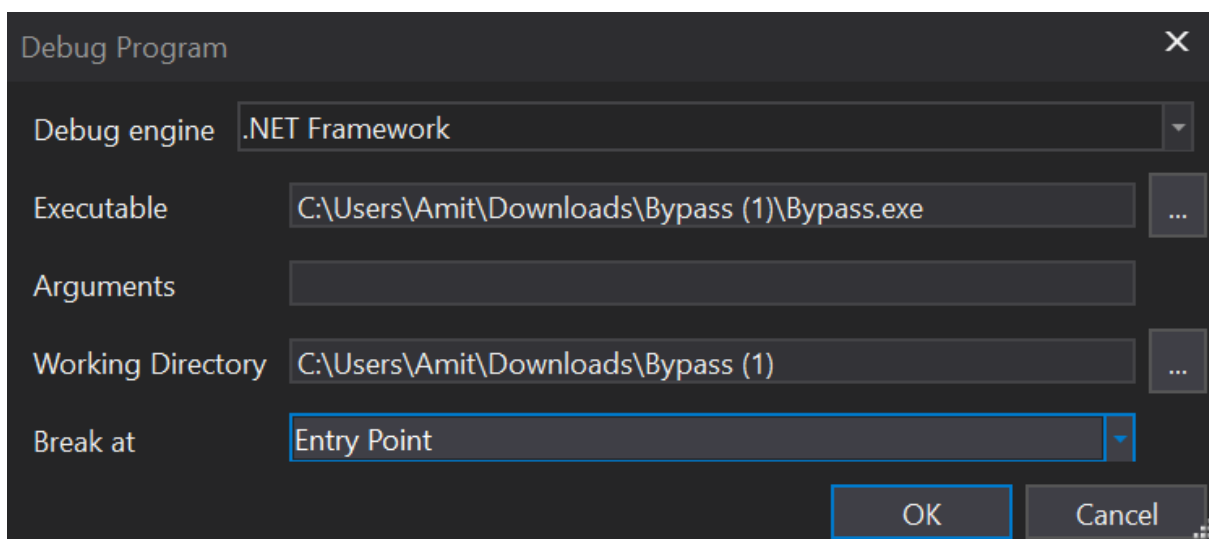 Debug Program
Debug engine .NET Framework
Executable C:\Users\Amit\Downloads\Bypass (1)\Bypass.exe ...
Arguments
Working Directory C:\Users\Amit\Downloads\Bypass (1) ...
Break at Entry Point
OK Cancel